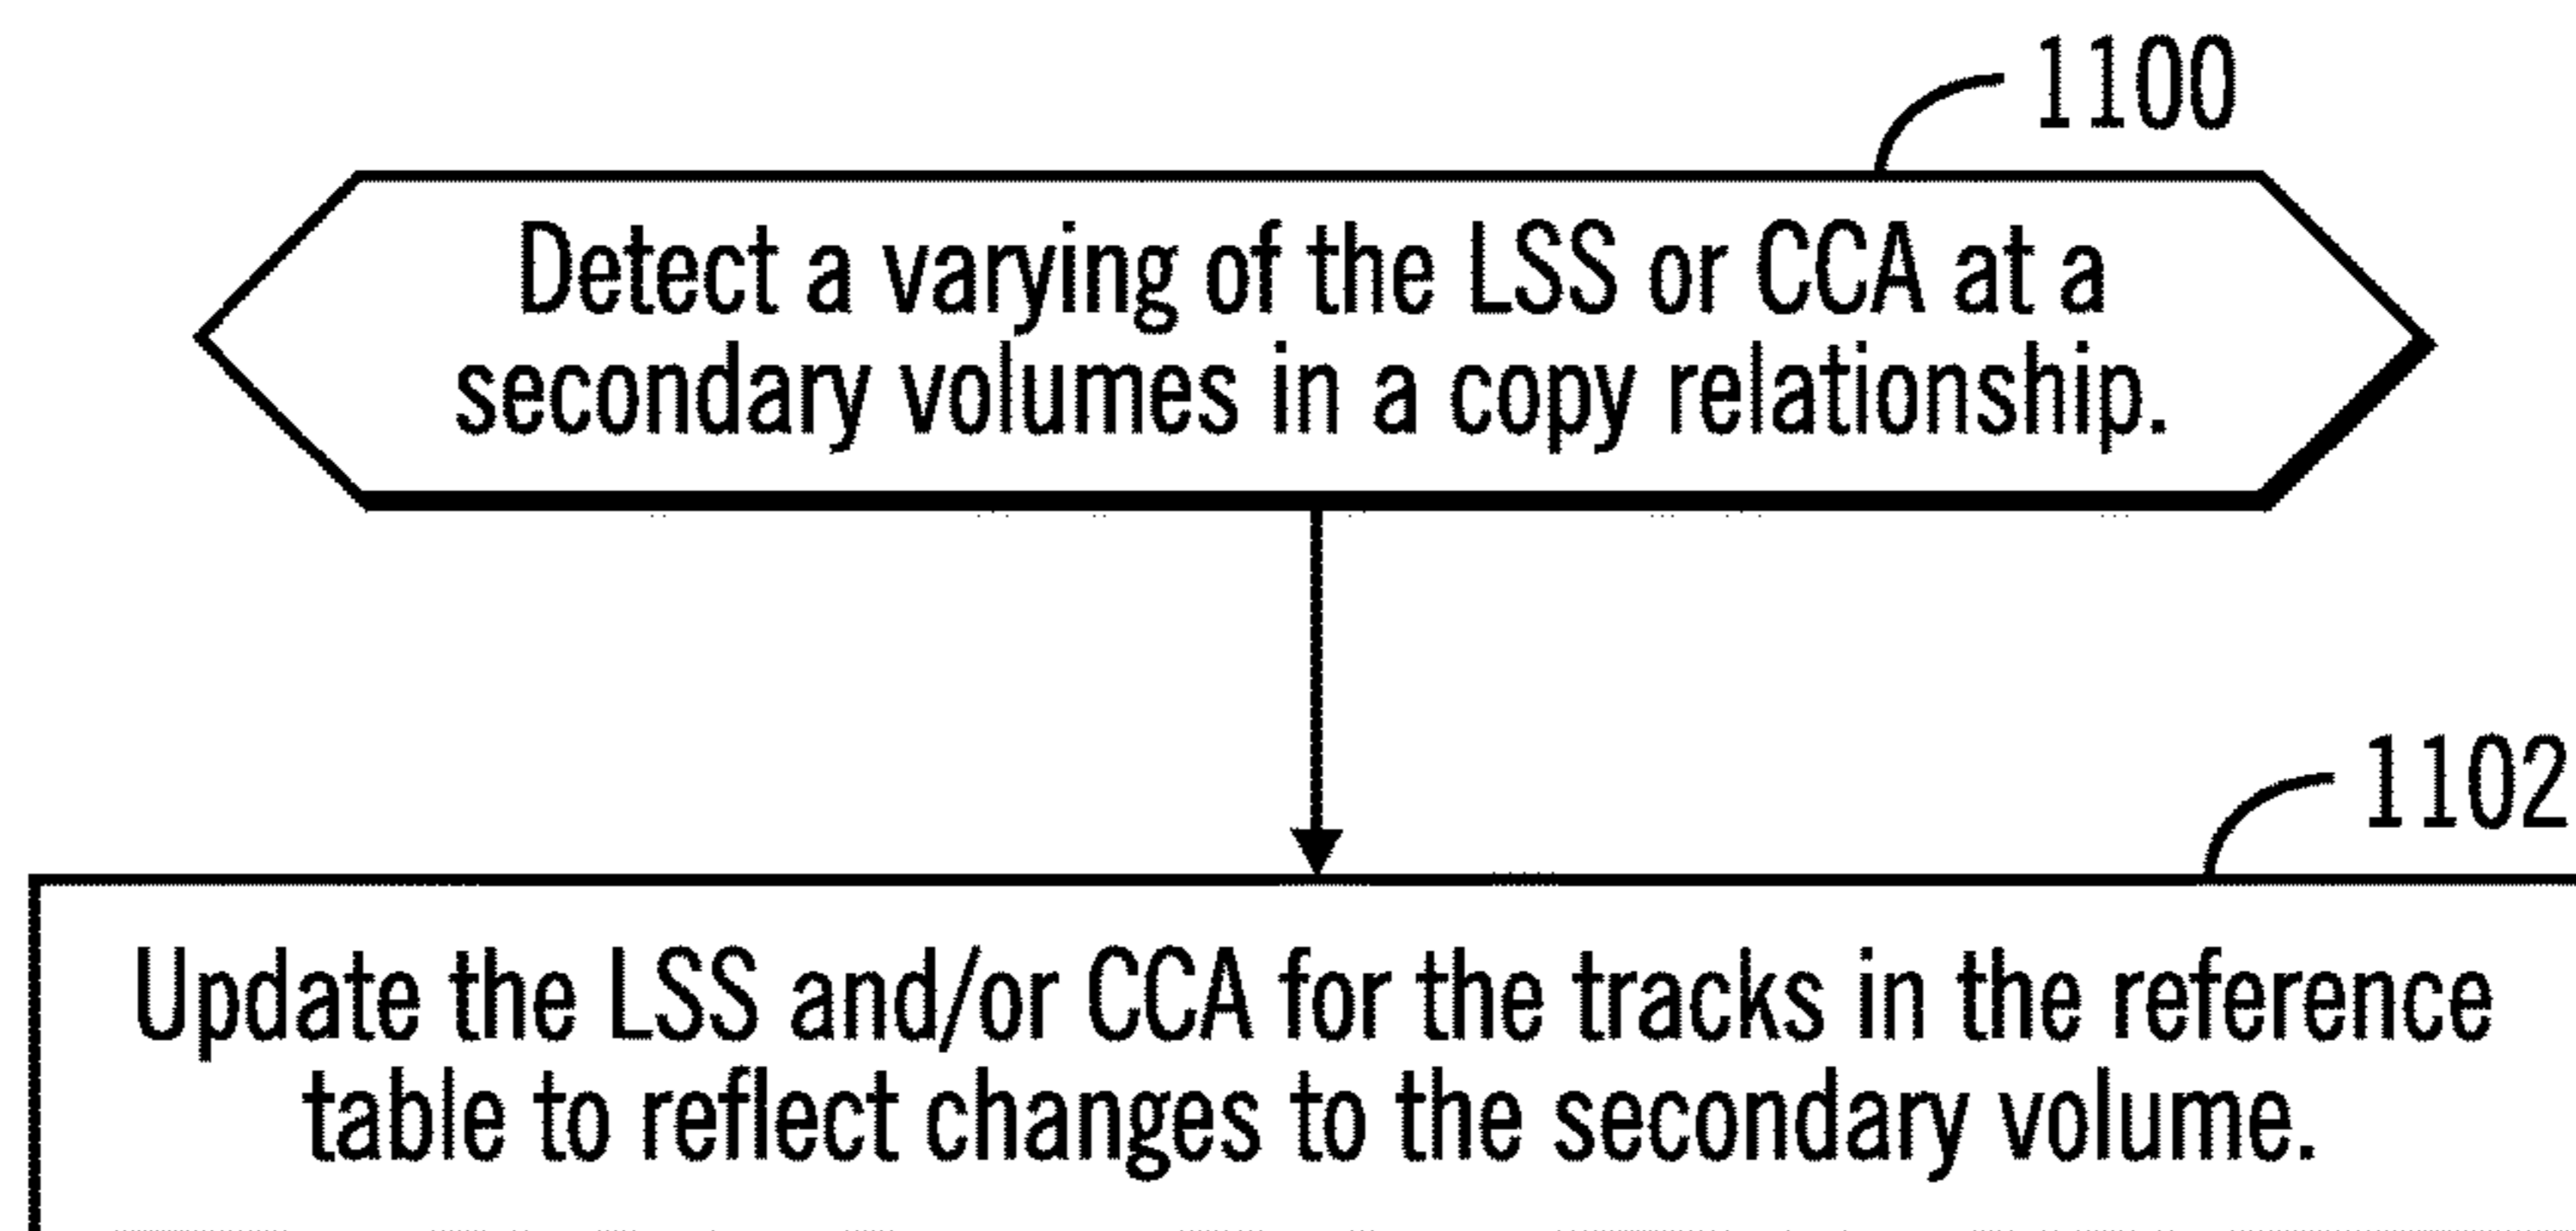 1100
Detect a varying of the LSS or CCA at a
secondary volumes in a copy relationship.
1102
Update the LSS and/or CCA for the tracks in the reference
table to reflect changes to the secondary volume.